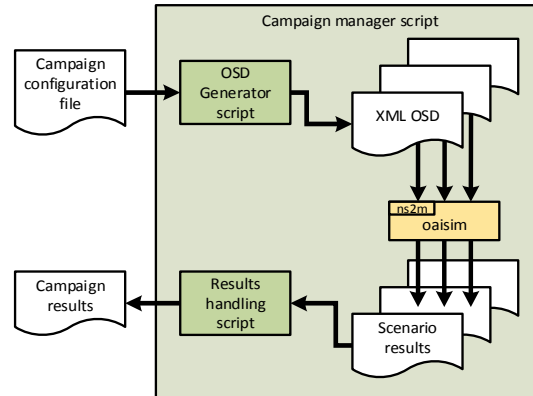 Campaign manager script
Campaign
configuration
file
OSD
Generator
script
XML OSD
ns2m
oaisim
Campaign
results
Results
handling
script
Scenario
results